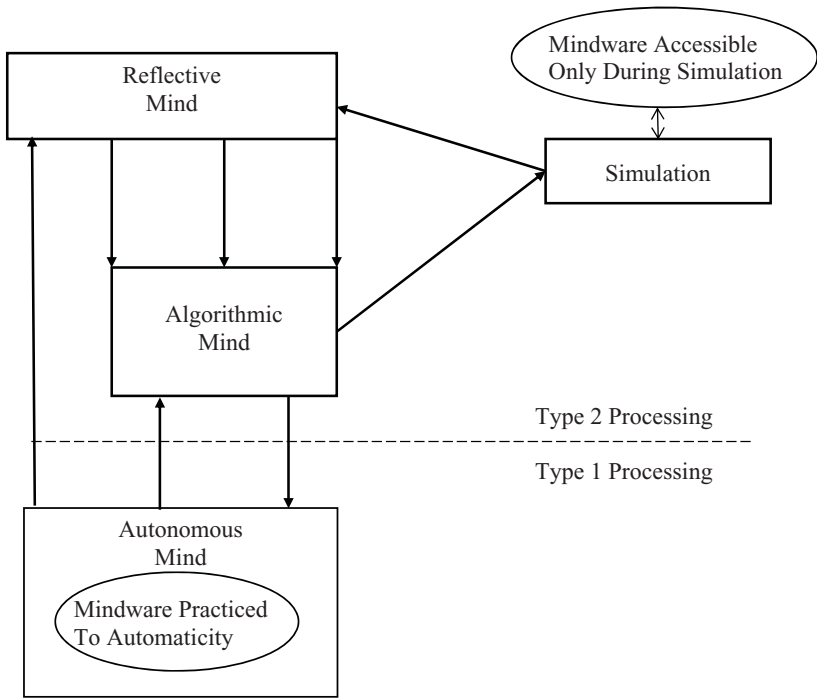 Mindware Accessible
Only During Simulation
Reflective
Mind
Simulation
Algorithmic
Mind
Type 2 Processing
Type 1 Processing
Autonomous
Mind
Mindware Practiced
To Automaticity